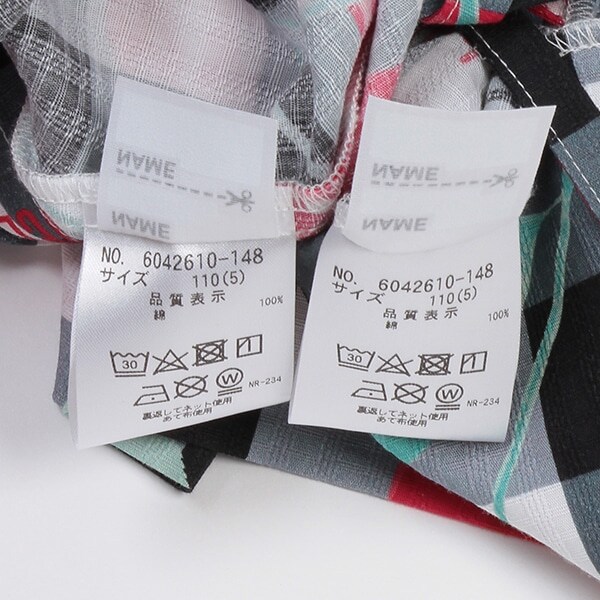 NAME
NAME
NO. 6042610-148
サイズ 110(5)
品質表示
綿 100%
30
NR-234
裏返してネット使用
あて布使用
NAME
NAME
NO. 6042610-148
サイズ 110(5)
品質表示
綿 100%
30
W
NR-234
裏返してネット使用
あて布使用